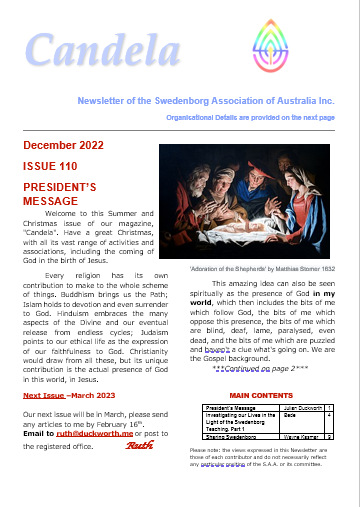 Candela
Newsletter of the Swedenborg Association of Australia Inc.
Organisational Details are provided on the next page
December 2022
ISSUE 110
PRESIDENT'S
MESSAGE
Welcome to this Summer and
Christmas issue of our magazine,
"Candela". Have a great Christmas,
with all its vast range of activities and
associations, including the coming of
God in the birth of Jesus.
Every religion has its own
contribution to make to the whole scheme
of things. Buddhism brings us the Path;
Islam holds to devotion and even surrender
to God. Hinduism embraces the many
aspects of the Divine and our eventual
release from endless cycles; Judaism
points to our ethical life as the expression
of our faithfulness to God. Christianity
would draw from all these, but its unique
contribution is the actual presence of God
in this world, in Jesus.
Next Issue –March 2023
Our next issue will be in March, please send
any articles to me by February 16th.
Email to ruth@duckworth.me or post to
the registered office. Ruth
'Adoration of the Shepherds' by Matthias Stomer 1632
This amazing idea can also be seen
spiritually as the presence of God in my
world, which then includes the bits of me
which follow God, the bits of me which
oppose this presence, the bits of me which
are blind, deaf, lame, paralysed, even
dead, and the bits of me which are puzzled
and haven't a clue what's going on. We are
the Gospel background.
***Continued on page 2***
MAIN CONTENTS
President's Message Julian Duckworth 1
Investigating our Lives in the Bede 4
Light of the Swedenborg
Teaching. Part 1
Sharing Swedenborg Wayne Kasmar 9
Please note: the views expressed in this Newsletter are
those of each contributor and do not necessarily reflect
any particular position of the S.A.A. or its committee.